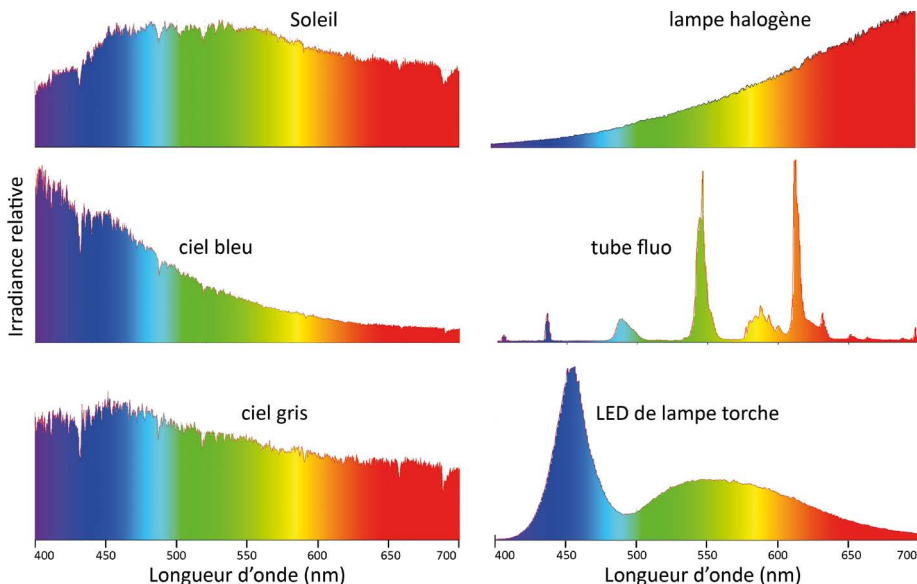 Soleil
lampe halogène
Irradiance relative
ciel bleu
tube fluo
ciel gris
LED de lampe torche
400 450 500 550 600 650 700
400 450 500 550 600 650 700
Longueur d'onde (nm)
Longueur d'onde (nm)